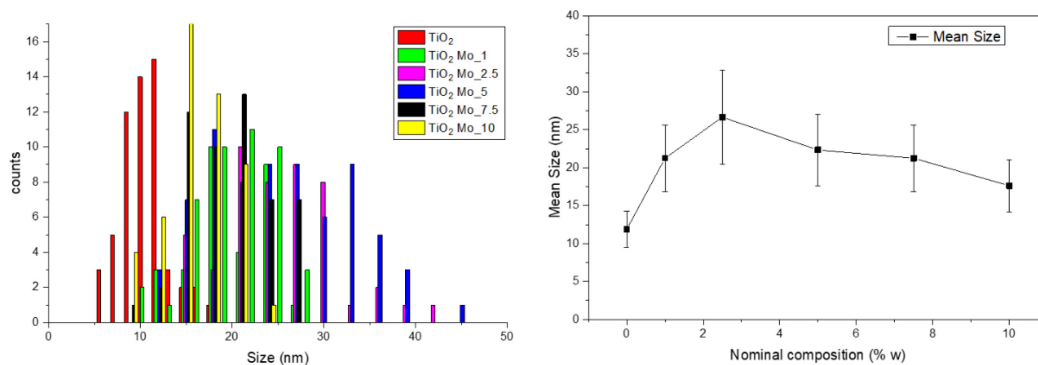 16
14
12
10
8
6
4
2
0
counts
0
10
20
30
40
50
Size (nm)
TiO2
TiO2 Mo_1
TiO2 Mo_2.5
TiO2 Mo_5
TiO2 Mo_7.5
TiO2 Mo_10
40
35
30
25
20
15
10
5
0
Mean Size (nm)
0
2
4
6
8
10
Nominal composition (% w)
Mean Size